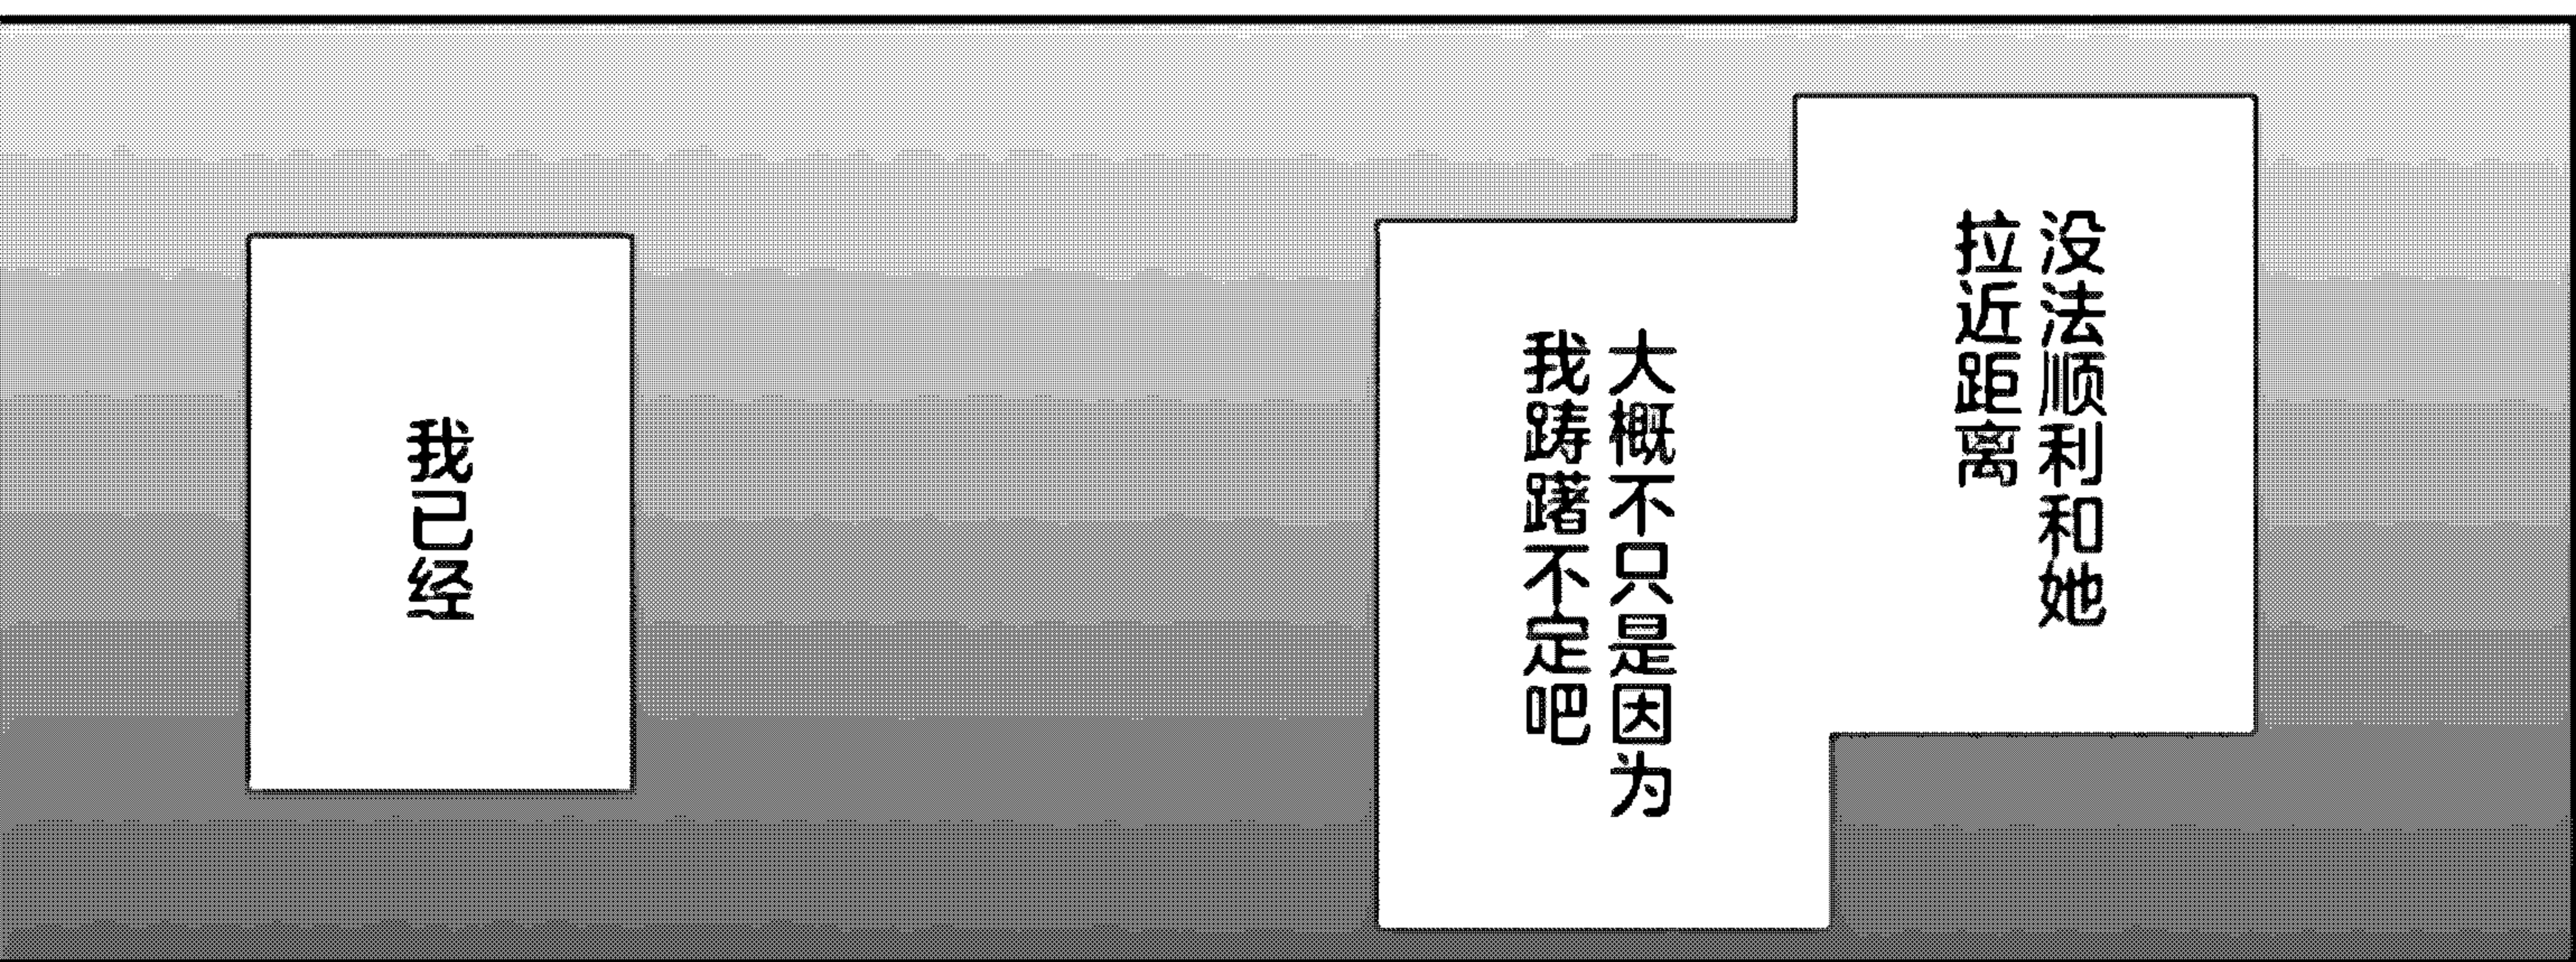 没法顺利和她
拉近距离
大概不只是因为
我踌躇不定吧
我已经